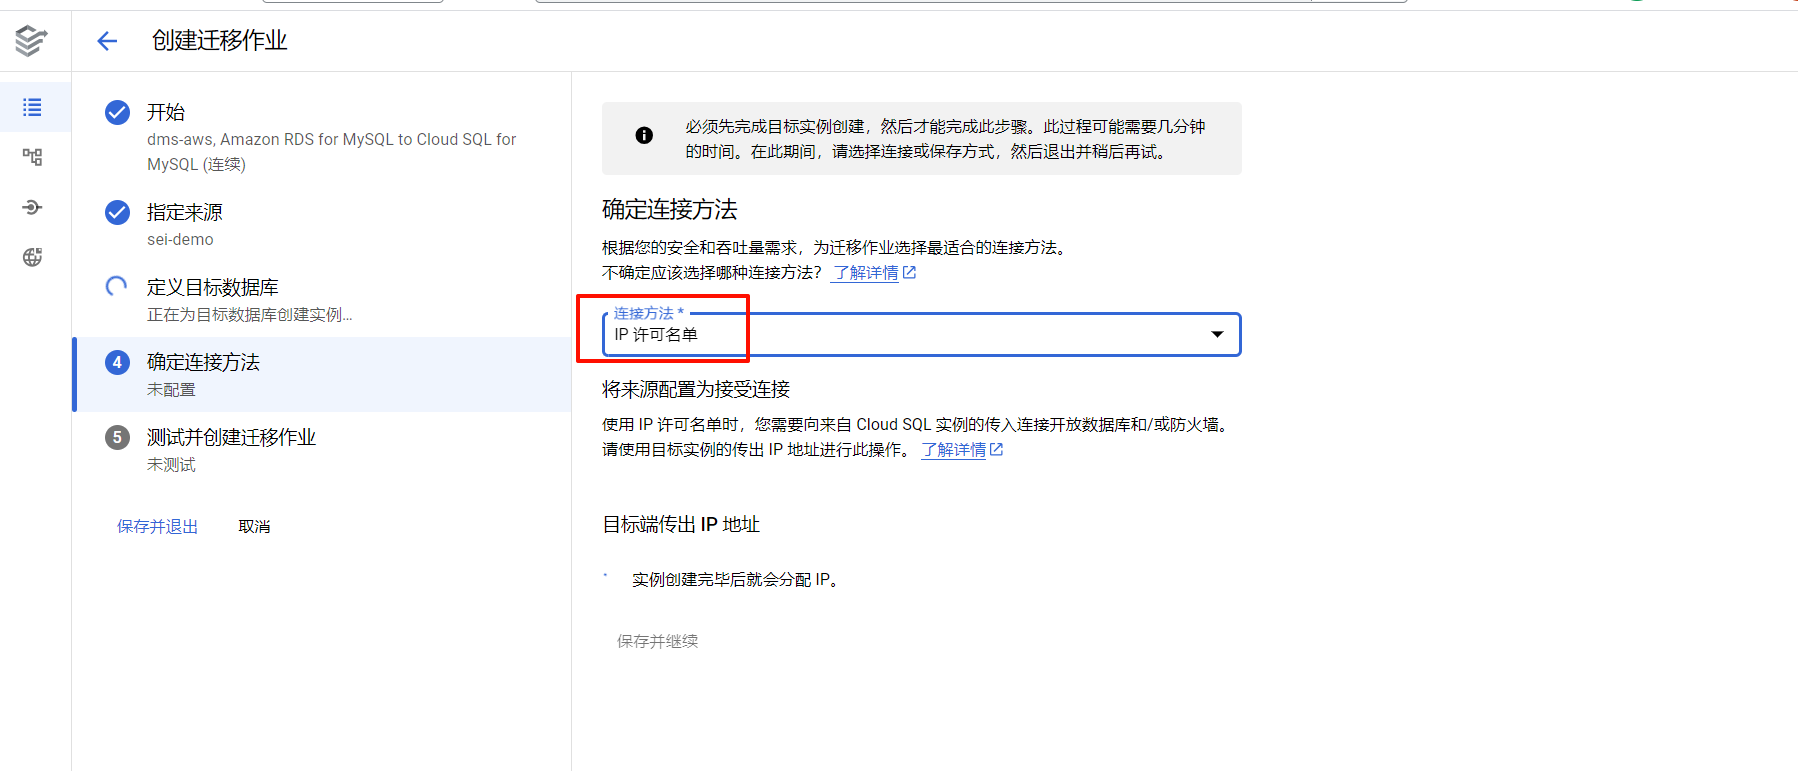 创建迁移作业
开始
dms-aws, Amazon RDS for MySQL to Cloud SQL for
MySQL (连续)
指定来源
sei-demo
定义目标数据库
正在为目标数据库创建实例...
4
确定连接方法
未配置
5
测试并创建迁移作业
未测试
保存并退出
取消
必须先完成目标实例创建，然后才能完成此步骤。此过程可能需要几分钟
的时间。在此期间，请选择连接或保存方式，然后退出并稍后再试。
确定连接方法
根据您的安全和吞吐量需求，为迁移作业选择最适合的连接方法。
不确定应该选择哪种连接方法？ 了解详情
连接方法 *
IP 许可名单
将来源配置为接受连接
使用 IP 许可名单时，您需要向来自 Cloud SQL 实例的传入连接开放数据库和/或防火墙。
请使用目标实例的传出 IP 地址进行此操作。 了解详情
目标端传出 IP 地址
实例创建完毕后就会分配 IP。
保存并继续